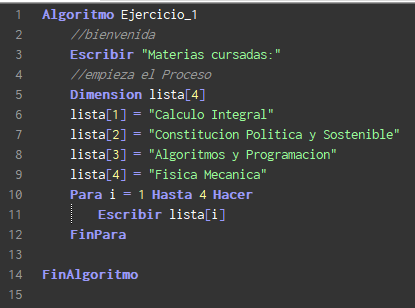 1 Algoritmo Ejercicio_1
2 //bienvenida
3 Escribir "Materias cursadas:"
4 //empieza el Proceso
5 Dimension lista[4]
6 lista[1] = "Calculo Integral"
7 lista[2] = "Constitucion Politica y Sostenible"
8 lista[3] = "Algoritmos y Programacion"
9 lista[4] = "Fisica Mecanica"
10 Para i = 1 Hasta 4 Hacer
11 Escribir lista[i]
12 FinPara
13
14 FinAlgoritmo
15